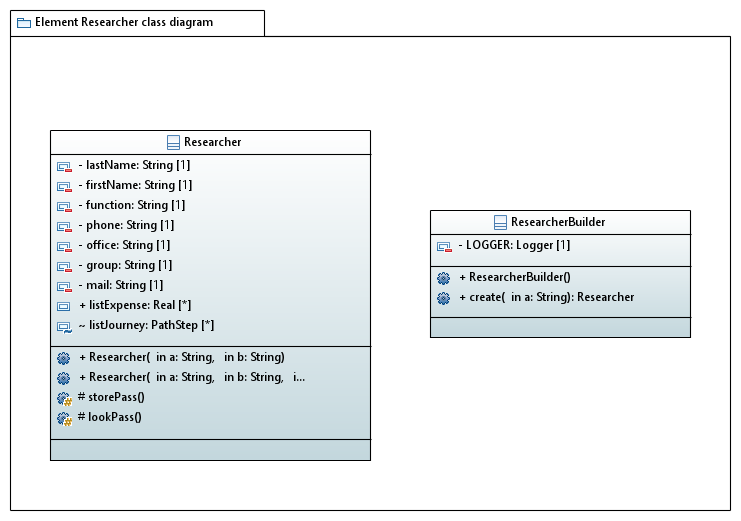 Element Researcher class diagram
Researcher
- lastName: String [1]
- firstName: String [1]
- function: String [1]
- phone: String [1]
- office: String [1]
- group: String [1]
- mail: String [1]
+ listExpense: Real [*]
~ listJourney: PathStep [*]
+ Researcher( in a: String, in b: String)
+ Researcher( in a: String, in b: String, i...
# storePass()
# lookPass()
ResearcherBuilder
- LOGGER: Logger [1]
+ ResearcherBuilder()
+ create( in a: String): Researcher